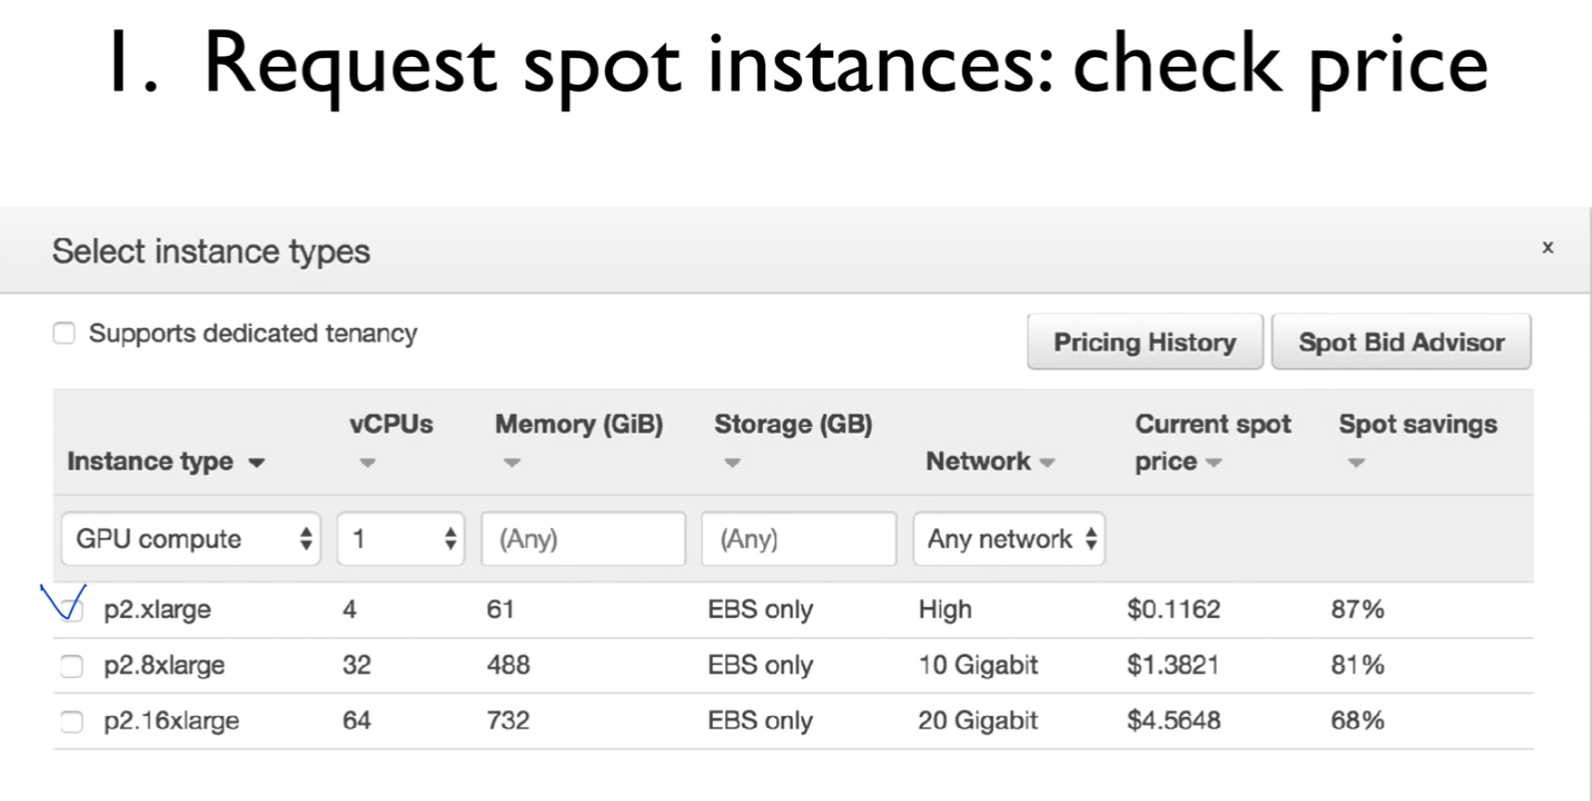 1. Request spot instances: check price
Select instance types
x
Supports dedicated tenancy
Pricing History
Spot Bid Advisor
Instance type vCPUs Memory (GiB) Storage (GB) Network Current spot price Spot savings
GPU compute 1 (Any) (Any) Any network
p2.xlarge 4 61 EBS only High $0.1162 87%
p2.8xlarge 32 488 EBS only 10 Gigabit $1.3821 81%
p2.16xlarge 64 732 EBS only 20 Gigabit $4.5648 68%